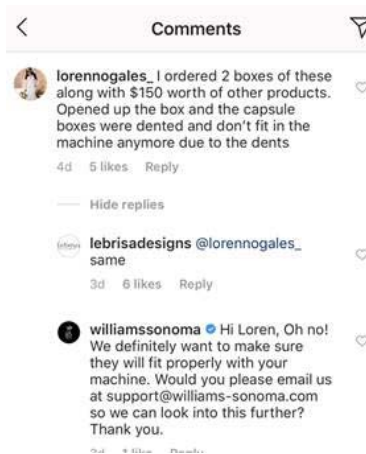 Comments
lorennogales_ I ordered 2 boxes of these
along with $150 worth of other products.
Opened up the box and the capsule
boxes were dented and don't fit in the
machine anymore due to the dents
4d 5 likes Reply
Hide replies
lebrisadesigns @lorennogales_
same
3d 6 likes Reply
williamssonoma Hi Loren, Oh no!
We definitely want to make sure
they will fit properly with your
machine. Would you please email us
at support@williams-sonoma.com
so we can look into this further?
Thank you.
3d 1 like Reply